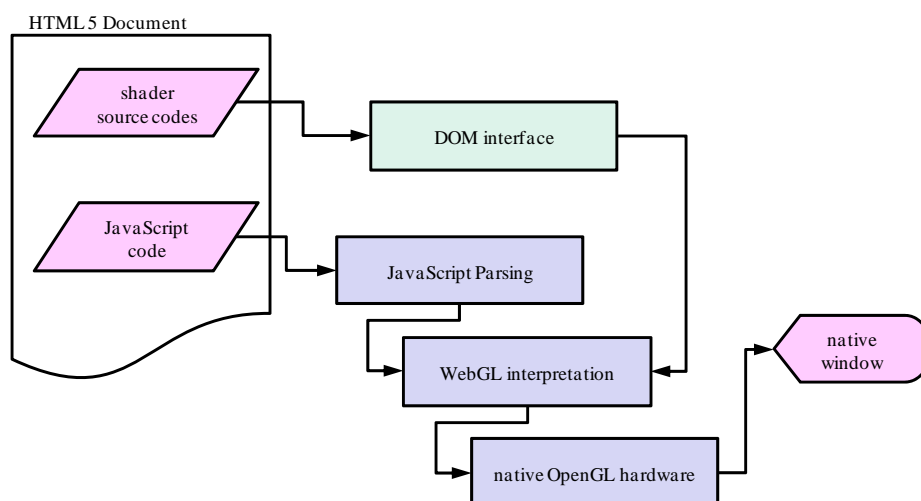 HTML 5 Document
shader
source codes
DOM interface
JavaScript
code
JavaScript Parsing
WebGL interpretation
native
window
native OpenGL hardware